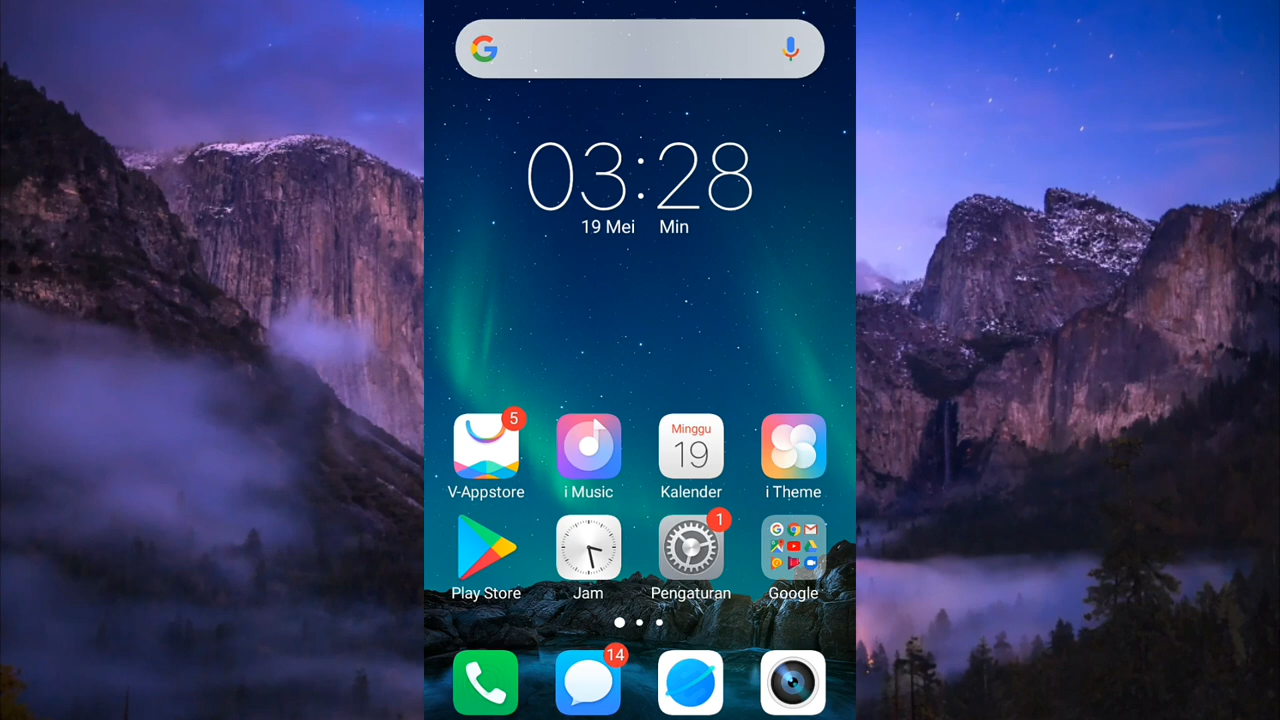 03:28
19 Mei Min
5
V-Appstore
i Music
Minggu
19
Kalender
i Theme
Play Store
Jam
1
Pengaturan
Google
14